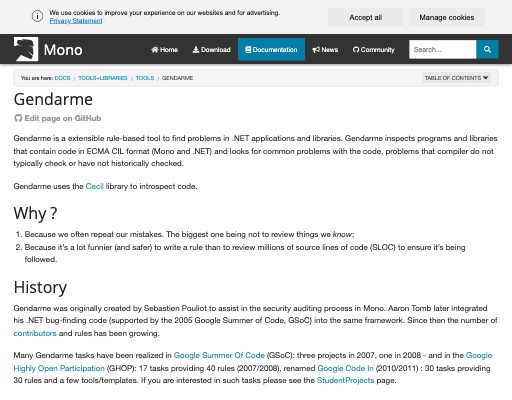 We use cookies to improve your experience on our websites and for advertising.
Privacy Statement
Accept all
Manage cookies
Mono
Home
Download
Documentation
News
Community
Search...
You are here: DOCS / TOOLS+LIBRARIES / TOOLS / GENDARME
TABLE OF CONTENTS
Gendarme
Edit page on GitHub
Gendarme is a extensible rule-based tool to find problems in .NET applications and libraries. Gendarme inspects programs and libraries
that contain code in ECMA CIL format (Mono and .NET) and looks for common problems with the code, problems that compiler do not
typically check or have not historically checked.
Gendarme uses the Cecil library to introspect code.
Why ?
1. Because we often repeat our mistakes. The biggest one being not to review things we know;
2. Because it's a lot funnier (and safer) to write a rule than to review millions of source lines of code (SLOC) to ensure it's being
followed.
History
Gendarme was originally created by Sebastien Pouliot to assist in the security auditing process in Mono. Aaron Tomb later integrated
his .NET bug-finding code (supported by the 2005 Google Summer of Code, GSoC) into the same framework. Since then the number of
contributors and rules has been growing.
Many Gendarme tasks have been realized in Google Summer Of Code (GSoC): three projects in 2007, one in 2008 - and in the Google
Highly Open Participation (GHOP): 17 tasks providing 40 rules (2007/2008), renamed Google Code In (2010/2011) : 30 tasks providing
30 rules and a few tools/templates. If you are interested in such tasks please see the StudentProjects page.